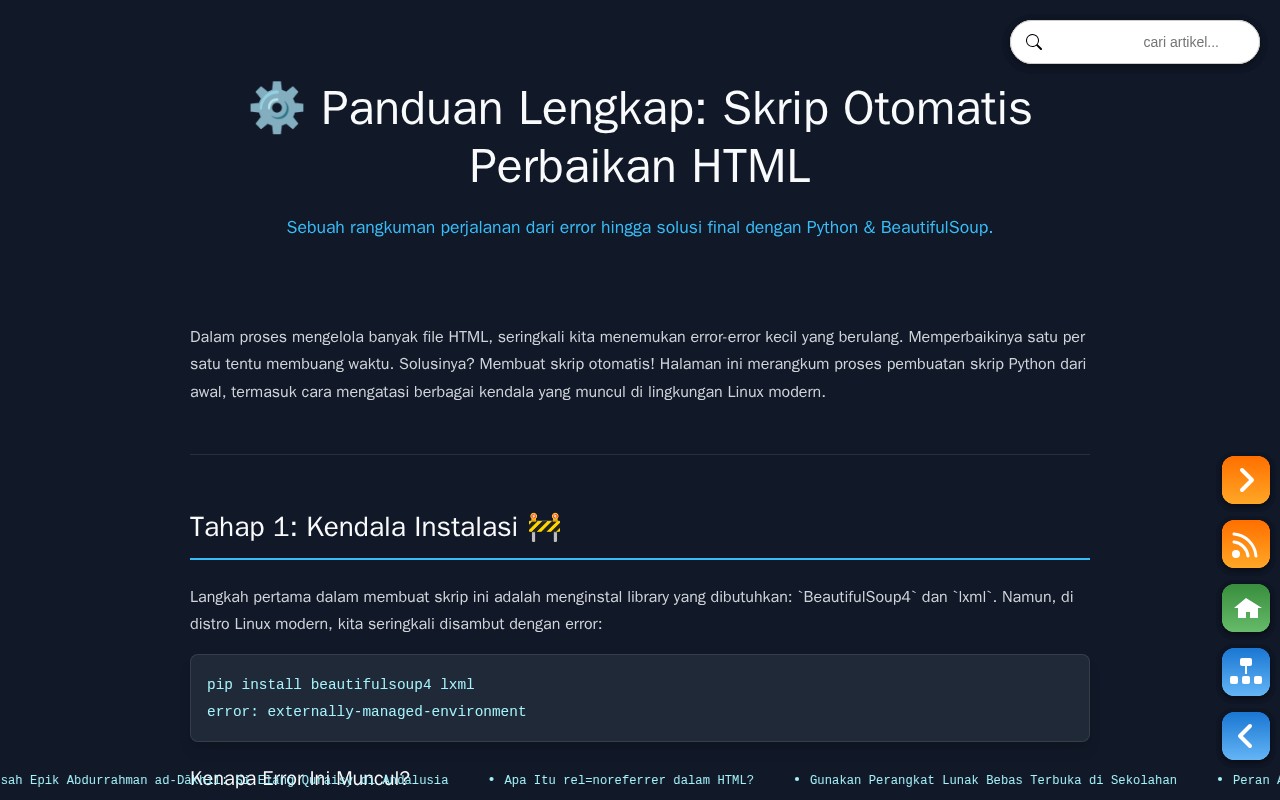 cari artikel...
⚙️ Panduan Lengkap: Skrip Otomatis
Perbaikan HTML
Sebuah rangkuman perjalanan dari error hingga solusi final dengan Python & BeautifulSoup.
Dalam proses mengelola banyak file HTML, seringkali kita menemukan error-error kecil yang berulang. Memperbaikinya satu per
satu tentu membuang waktu. Solusinya? Membuat skrip otomatis! Halaman ini merangkum proses pembuatan skrip Python dari
awal, termasuk cara mengatasi berbagai kendala yang muncul di lingkungan Linux modern.
Tahap 1: Kendala Instalasi 🚧
Langkah pertama dalam membuat skrip ini adalah menginstal library yang dibutuhkan: `BeautifulSoup4` dan `lxml`. Namun, di
distro Linux modern, kita seringkali disambut dengan error:
pip install beautifulsoup4 lxml
error: externally-managed-environment
Kenapa Error Ini Muncul?
sah Epik Abdurrahman ad-Dākhil: Si Elang Quraisy di Andalusia • Apa Itu rel=noreferrer dalam HTML? • Gunakan Perangkat Lunak Bebas Terbuka di Sekolahan • Peran